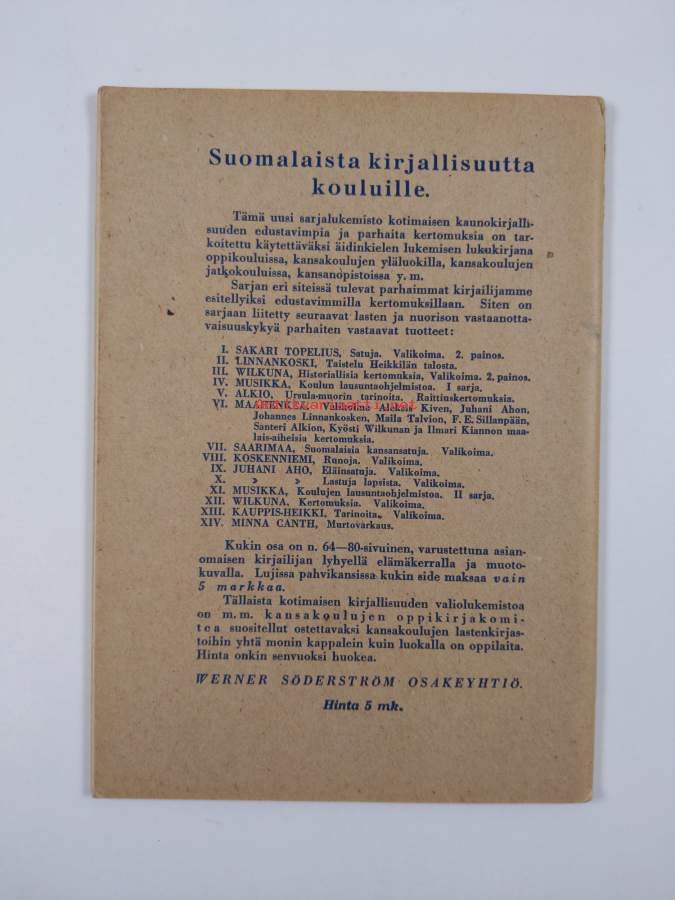 Suomalaista kirjallisuutta
kouluille.
Tämä uusi sarjalukemisto kotimaisen kaunokirjalli-
suuden edustavimpia ja parhaita kertomuksia on tar-
koitettu käytettäväksi äidinkielen lukemisen lukukirjana
oppikouluissa, kansakoulujen yläluokilla, kansakoulujen
jatkokouluissa, kansanopistoissa y. m.
Sarjan eri siteissä tulevat parhaimmat kirjailijamme
esitellyiksi edustavimmilla kertomuksillaan. Siten on
sarjaan liitetty seuraavat lasten ja nuorison vastaanotta-
vaisuuskykyä parhaiten vastaavat tuotteet:
I. SAKARI TOPELIUS, Satuja. Valikoima. 2. painos.
II. LINNANKOSKI, Taistelu Heikkilän talosta.
III. WILKUNA, Historiallisia kertomuksia, Valikoima. 2. painos.
IV. MUSIKKA, Koulun lausuntaohjelmistoa. I sarja.
V. ALKIO, Ursula-muorin tarinoita. Raittiuskertomuksia.
VI. Valikoima Aleksis Kiven, Juhani Ahon,
Johannes Linnankosken, Maila Talvion, F. E. Sillanpään,
Santeri Alkion, Kyösti Wilkunan ja Ilmari Kiannon maa-
lais-aiheisia kertomuksia.
VII. SAARIMAA, Suomalaisia kansansatuja. Valikoima.
VIII. KOSKENNIEMI, Runoja. Valikoima.
IX. JUHANI AHO, Eläinsatuja. Valikoima.
X. » » Lastuja lapsista. Valikoima.
XI. MUSIKKA, Koulujen lausuntaohjelmistoa. II sarja.
XII. WILKUNA, Kertomuksia. Valikoima.
XIII. KAUPPIS-HEIKKI, Tarinoita. Valikoima.
XIV. MINNA CANTH, Murtovarkaus.
Kukin osa on n. 64—80-sivuinen, varustettuna asian-
omaisen kirjailijan lyhyellä elämäkerralla ja muoto-
kuvalla. Lujissa pahvikansissa kukin side maksaa vain
5 markkaa.
Tällaista kotimaisen kirjallisuuden valiolukemistoa
on m. m. kansakoulujen oppikirjakomi-
tea suositellut ostettavaksi kansakoulujen lastenkirjas-
toihin yhtä monin kappalein kuin luokalla on oppilaita.
Hinta onkin senvuoksi huokea.
WERNER SÖDERSTRÖM OSAKEYHTIÖ.
Hinta 5 mk.